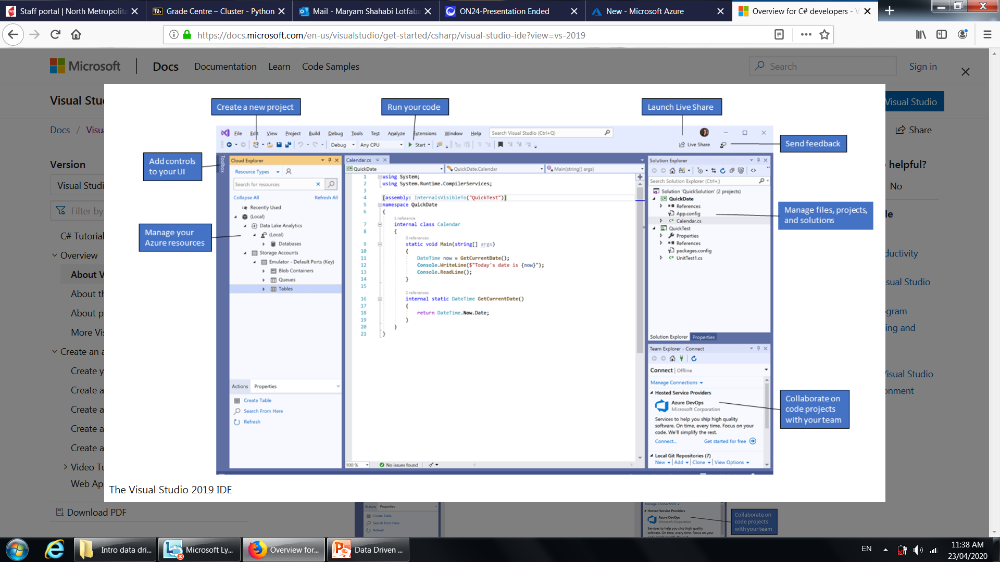 Staff portal | North Metropolita
Grade Centre – Cluster - Python
Mail - Maryam Shahabi Lotfaba
ON24-Presentation Ended
New - Microsoft Azure
Overview for C# developers - V
https://docs.microsoft.com/en-us/visualstudio/get-started/csharp/visual-studio-ide?view=vs-2019
Microsoft
Docs
Documentation
Learn
Code Samples
Search
Sign in
Visual Stu
Visual Studio
Docs / Visu
Share
Version
Visual Studi
Filter by
C# Tutorial
Overview
About V
About th
About p
More Vis
Create an a
Create y
Create a
Create a
Create a
Create a
Video Tu
Web App
Download PDF
helpful?
No
le
ductivity
sual Studio
ogram
ing and
Visual Studio
onment
Create a new project
Run your code
Launch Live Share
Send feedback
Add controls
to your UI
Manage your
Azure resources
Manage files, projects,
and solutions
Collaborate on
code projects
with your team
File Edit View Project Build Debug Tools Test Analyze Extensions Window Help
Search Visual Studio (Ctrl+Q)
Debug
Any CPU
Start
Live Share
Toolbox
Cloud Explorer
Resource Types
Search for resources
Collapse All
Refresh All
Recently Used
(Local)
Data Lake Analytics
(Local)
Databases
Storage Accounts
Emulator - Default Ports (Key)
Blob Containers
Queues
Tables
Actions Properties
Create Table
Search From Here
Refresh
Calendar.cs
QuickDate
QuickDate.Calendar
Main(string[] args)
1 using System;
2 using System.Runtime.CompilerServices;
3
4 [assembly: InternalsVisibleTo("QuickTest")]
5 namespace QuickDate
6 {
1 reference
7 internal class Calendar
8 {
0 references
9 static void Main(string[] args)
10 {
11 DateTime now = GetCurrentDate();
12 Console.WriteLine($"Today's date is {now}");
13 Console.ReadLine();
14 }
15
2 references
16 internal static DateTime GetCurrentDate()
17 {
18 return DateTime.Now.Date;
19 }
20 }
21 }
100 %
No issues found
Solution Explorer
Search Solution Explorer (Ctrl+;)
Solution 'QuickSolution' (2 projects)
QuickDate
References
App.config
Calendar.cs
QuickTest
Properties
References
packages.config
UnitTest1.cs
Solution Explorer Properties
Team Explorer - Connect
Connect | Offline
Manage Connections
Hosted Service Providers
Azure DevOps
Microsoft Corporation
Services to help you ship high quality
software. On time, every time. Focus on your
code. We'll simplify the rest.
Connect...
Get started for free
Local Git Repositories (7)
New | Add | Clone | View Options
The Visual Studio 2019 IDE
Actions Properties
Create Table
Search From Here
Refresh
Manage Connections
Hosted Service Providers
Azure DevOps
Microsoft Corporation
Services to help you ship high quality
software. On time, every time. Focus on your
Collaborate on
code projects
with your team
Intro data dri...
Microsoft Ly...
Overview for...
Data Driven ...
EN
11:38 AM
23/04/2020